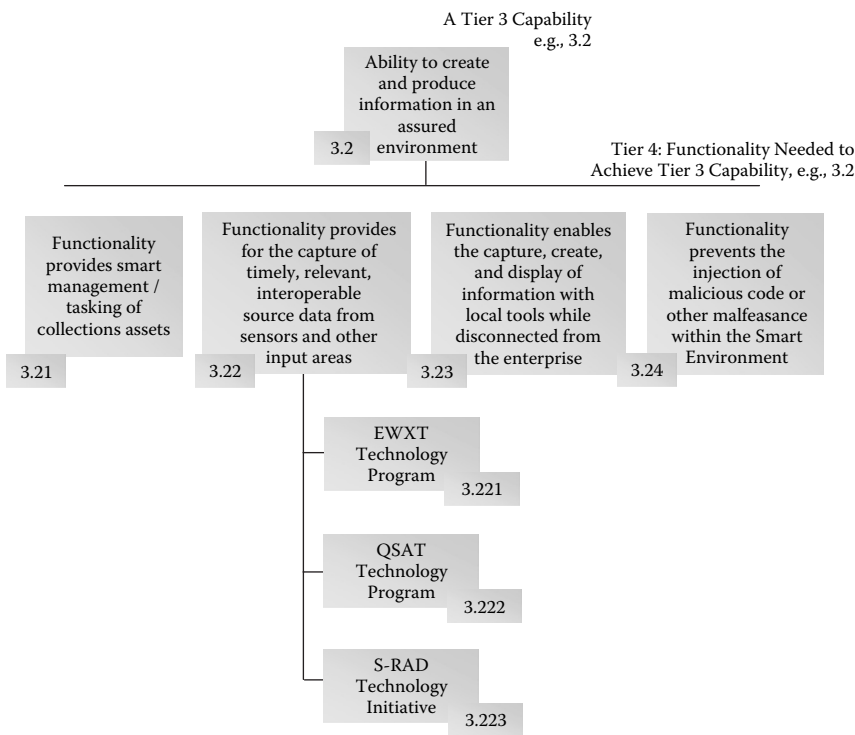 A Tier 3 Capability
e.g., 3.2
Ability to create
and produce
information in an
assured
environment
3.2
Tier 4: Functionality Needed to
Achieve Tier 3 Capability, e.g., 3.2
Functionality
provides smart
management /
tasking of
collections assets
3.21
Functionality provides
for the capture of
timely, relevant,
interoperable
source data from
sensors and other
input areas
3.22
Functionality enables
the capture, create,
and display of
information with
local tools while
disconnected from
the enterprise
3.23
Functionality
prevents the
injection of
malicious code or
other malfeasance
within the Smart
Environment
3.24
EWXT
Technology
Program
3.221
QSAT
Technology
Program
3.222
S-RAD
Technology
Initiative
3.223